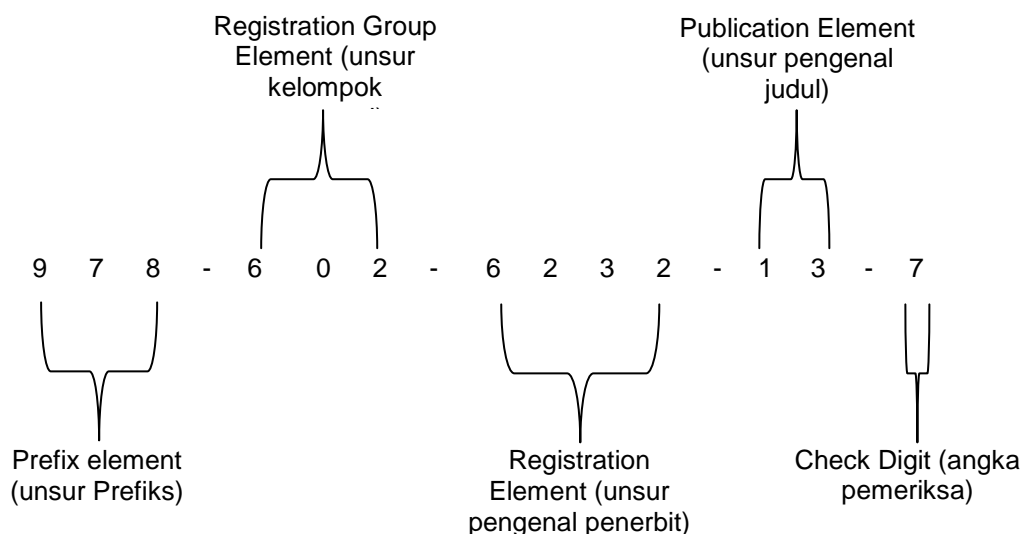 Registration Group
Element (unsur
kelompok
Publication Element
(unsur pengenal
judul)
9 7 8 - 6 0 2 - 6 2 3 2 - 1 3 - 7
Prefix element
(unsur Prefiks)
Registration
Element (unsur
pengenal penerbit)
Check Digit (angka
pemeriksa)